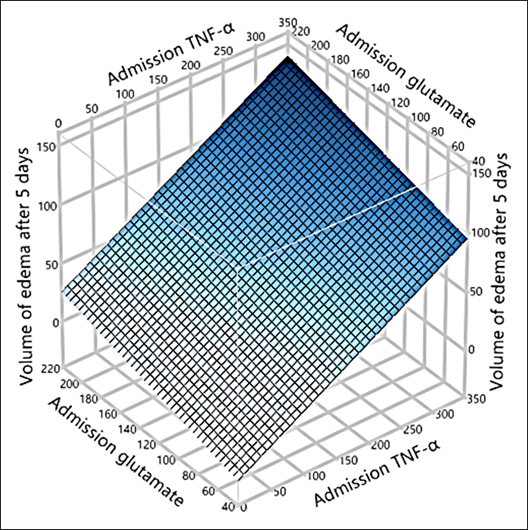 Admission TNF-α
0 50 100 150 200 250 300 350
Admission glutamate
220 200 180 160 140 120 100 80 60 40
Volume of edema after 5 days
150
100
50
0
Volume of edema after 5 days
150
100
50
0
Admission glutamate
220 200 180 160 140 120 100 80 60 40
Admission TNF-α
0 50 100 150 200 250 300 350